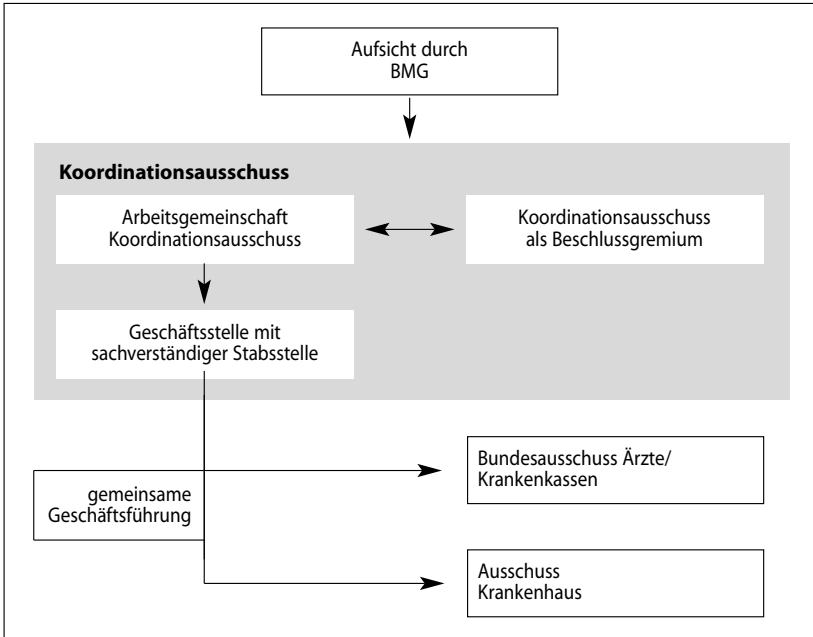 Aufsicht durch
BMG
Koordinationsausschuss
Arbeitsgemeinschaft
Koordinationsausschuss
Koordinationsausschuss
als Beschlussgremium
Geschäftsstelle mit
sachverständiger Stabsstelle
gemeinsame
Geschäftsführung
Bundesausschuss Ärzte/
Krankenkassen
Ausschuss
Krankenhaus